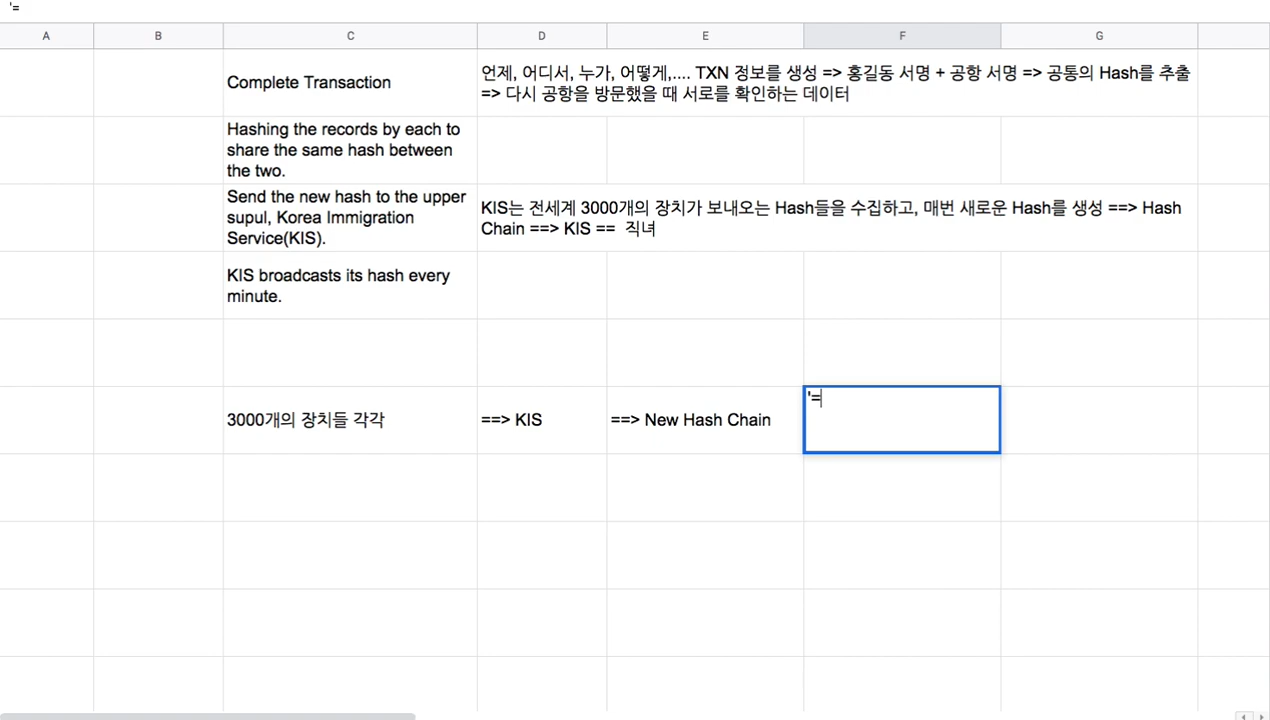 '=
A B C D E F G
Complete Transaction
언제, 어디서, 누가, 어떻게,.... TXN 정보를 생성 => 홍길동 서명 + 공항 서명 => 공통의 Hash를 추출
=> 다시 공항을 방문했을 때 서로를 확인하는 데이터
Hashing the records by each to
share the same hash between
the two.
Send the new hash to the upper
supul, Korea Immigration
Service(KIS).
KIS는 전세계 3000개의 장치가 보내오는 Hash들을 수집하고, 매번 새로운 Hash를 생성 ==> Hash
Chain ==> KIS == 직녀
KIS broadcasts its hash every
minute.
3000개의 장치들 각각
==> KIS
==> New Hash Chain
'=